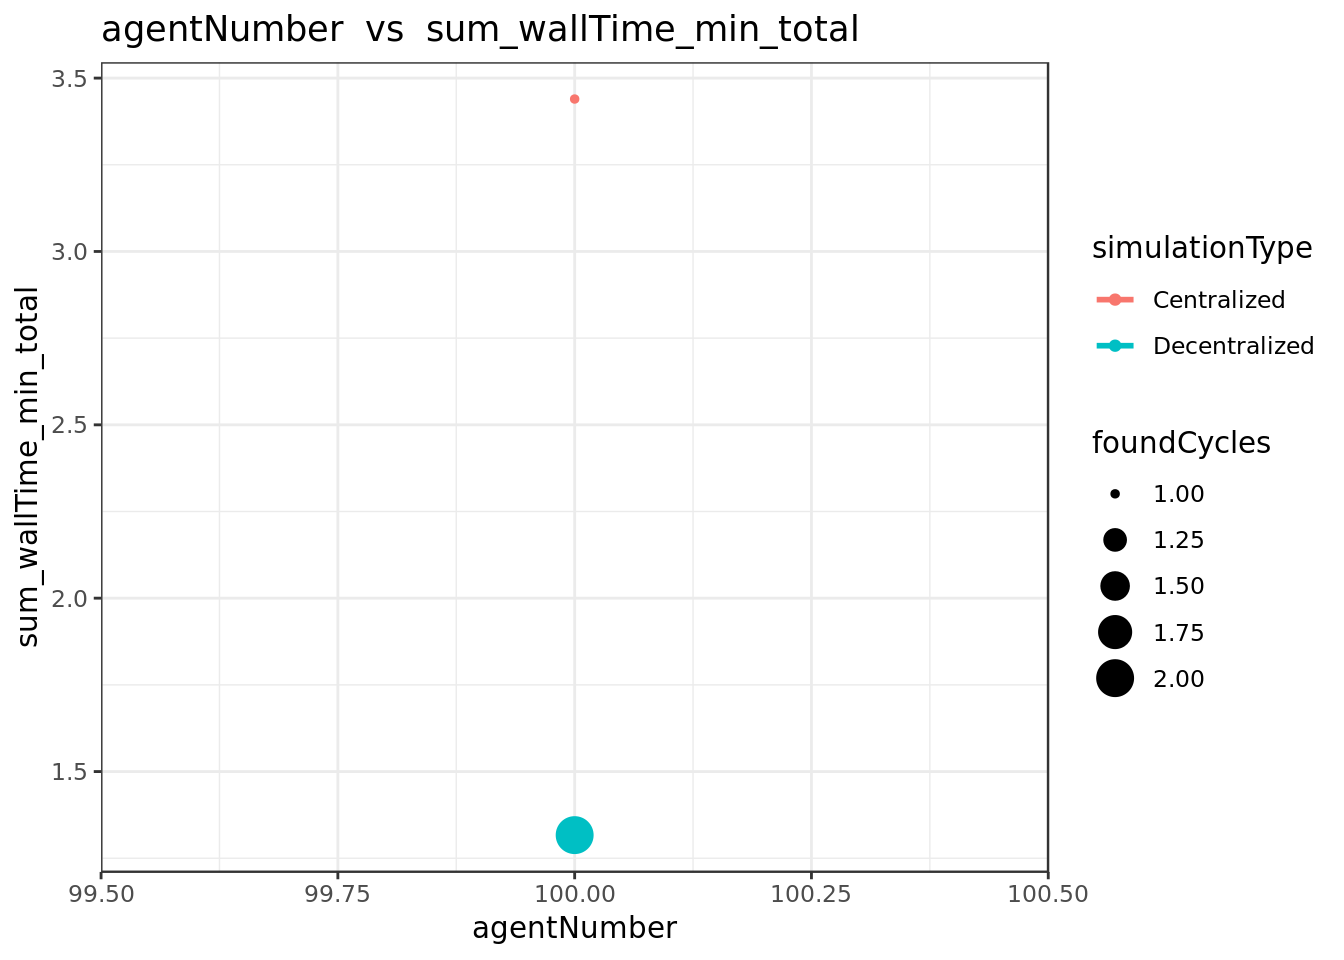 agentNumber vs sum_wallTime_min_total
3.5
3.0
2.5
2.0
1.5
sum_wallTime_min_total
99.50
99.75
100.00
100.25
100.50
agentNumber
simulationType
Centralized
Decentralized
foundCycles
1.00
1.25
1.50
1.75
2.00